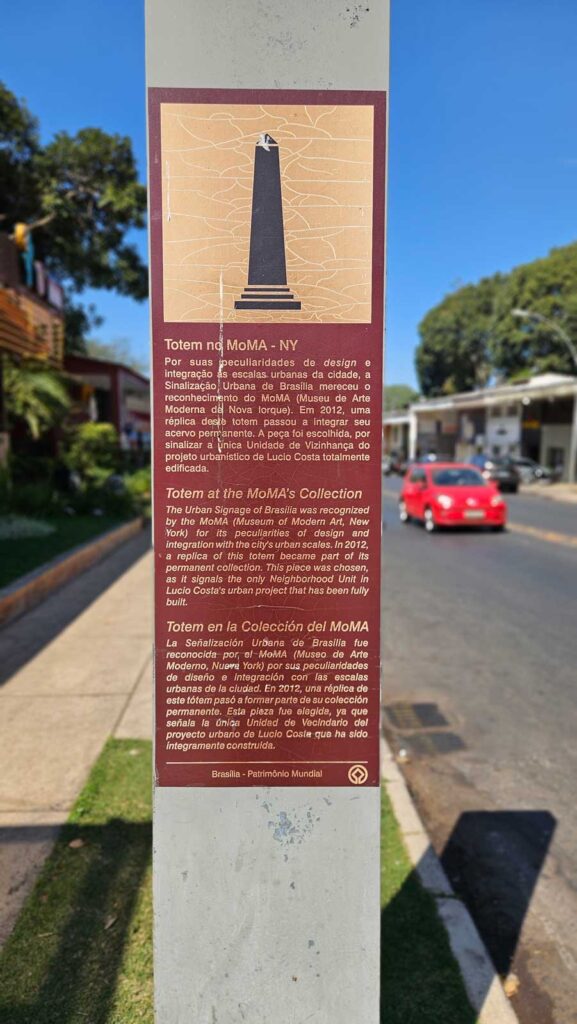 Totem no MoMA - NY
Por suas peculiaridades de design e
integração às escalas urbanas da cidade, a
Sinalização Urbana de Brasília mereceu o
reconhecimento do MoMA (Museu de Arte
Moderna da Nova Iorque). Em 2012, uma
réplica deste totem passou a integrar seu
acervo permanente. A peça foi escolhida, por
sinalizar a única Unidade de Vizinhança do
projeto urbanístico de Lucio Costa totalmente
edificada.
Totem at the MoMA's Collection
The Urban Signage of Brasília was recognized
by the MoMA (Museum of Modern Art, New
York) for its peculiarities of design and
integration with the city's urban scales. In 2012,
a replica of this totem became part of its
permanent collection. This piece was chosen,
as it signals the only Neighborhood Unit in
Lucio Costa's urban project that has been fully
built.
Totem en la Colección del MoMA
La Señalización Urbana de Brasilia fue
reconocida por el MoMA (Museo de Arte
Moderno, Nueva York) por sus peculiaridades
de diseño e integración con las escalas
urbanas de la ciudad. En 2012, una réplica de
este tótem pasó a formar parte de su colección
permanente. Esta pieza fue elegida, ya que
señala la única Unidad de Vecindario del
proyecto urbano de Lucio Costa que ha sido
íntegramente construida.
Brasília - Patrimônio Mundial